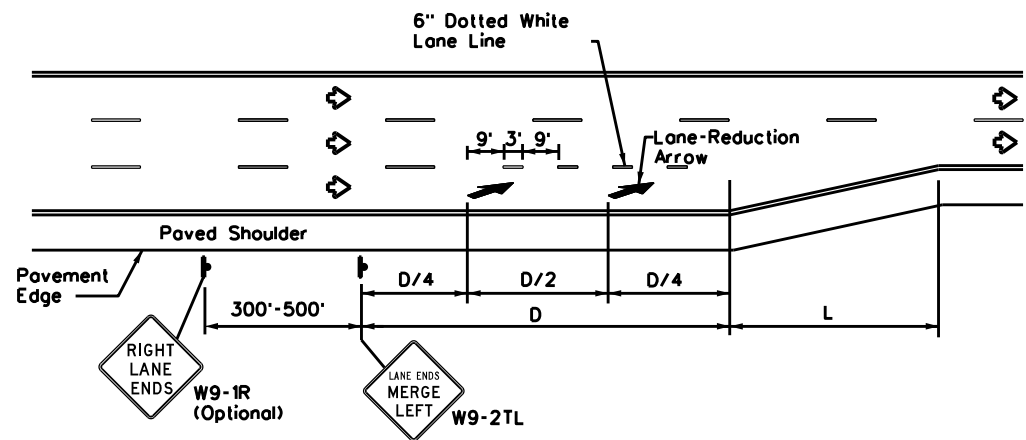 6" Dotted White
Lane Line
9' 3' 9'
Lane-Reduction
Arrow
Paved Shoulder
Pavement
Edge
D/4 D/2 D/4
300'-500' D L
RIGHT
LANE
ENDS
W9-1R
(Optional)
LANE ENDS
MERGE
LEFT
W9-2TL